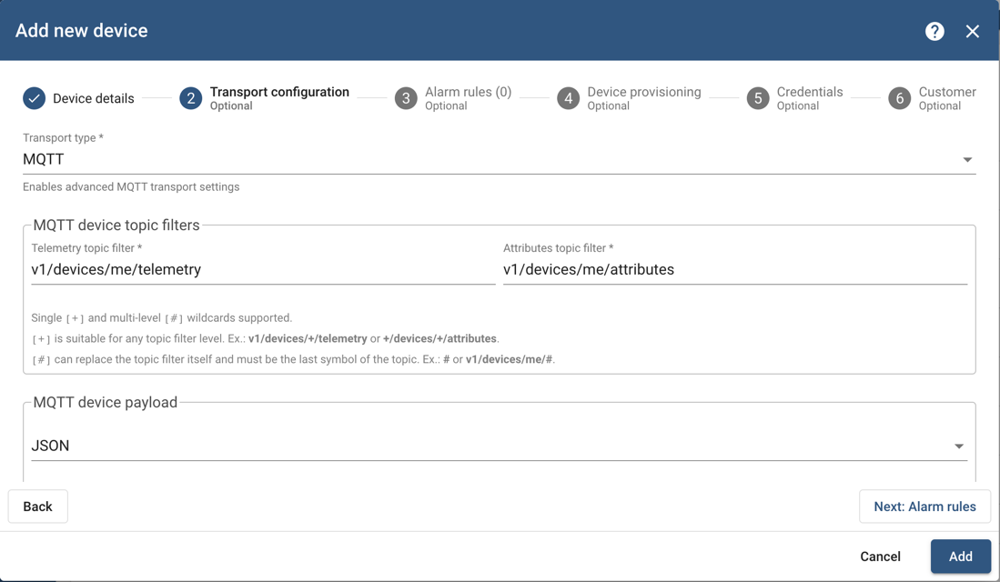 Add new device
?
Device details
2 Transport configuration
Optional
3 Alarm rules (0)
Optional
4 Device provisioning
Optional
5 Credentials
Optional
6 Customer
Optional
Transport type *
MQTT
Enables advanced MQTT transport settings
MQTT device topic filters
Telemetry topic filter *
v1/devices/me/telemetry
Attributes topic filter *
v1/devices/me/attributes
Single [+] and multi-level [#] wildcards supported.
[+] is suitable for any topic filter level. Ex.: v1/devices/+/telemetry or +/devices/+/attributes.
[#] can replace the topic filter itself and must be the last symbol of the topic. Ex.: # or v1/devices/me/#.
MQTT device payload
JSON
Back
Next: Alarm rules
Cancel
Add